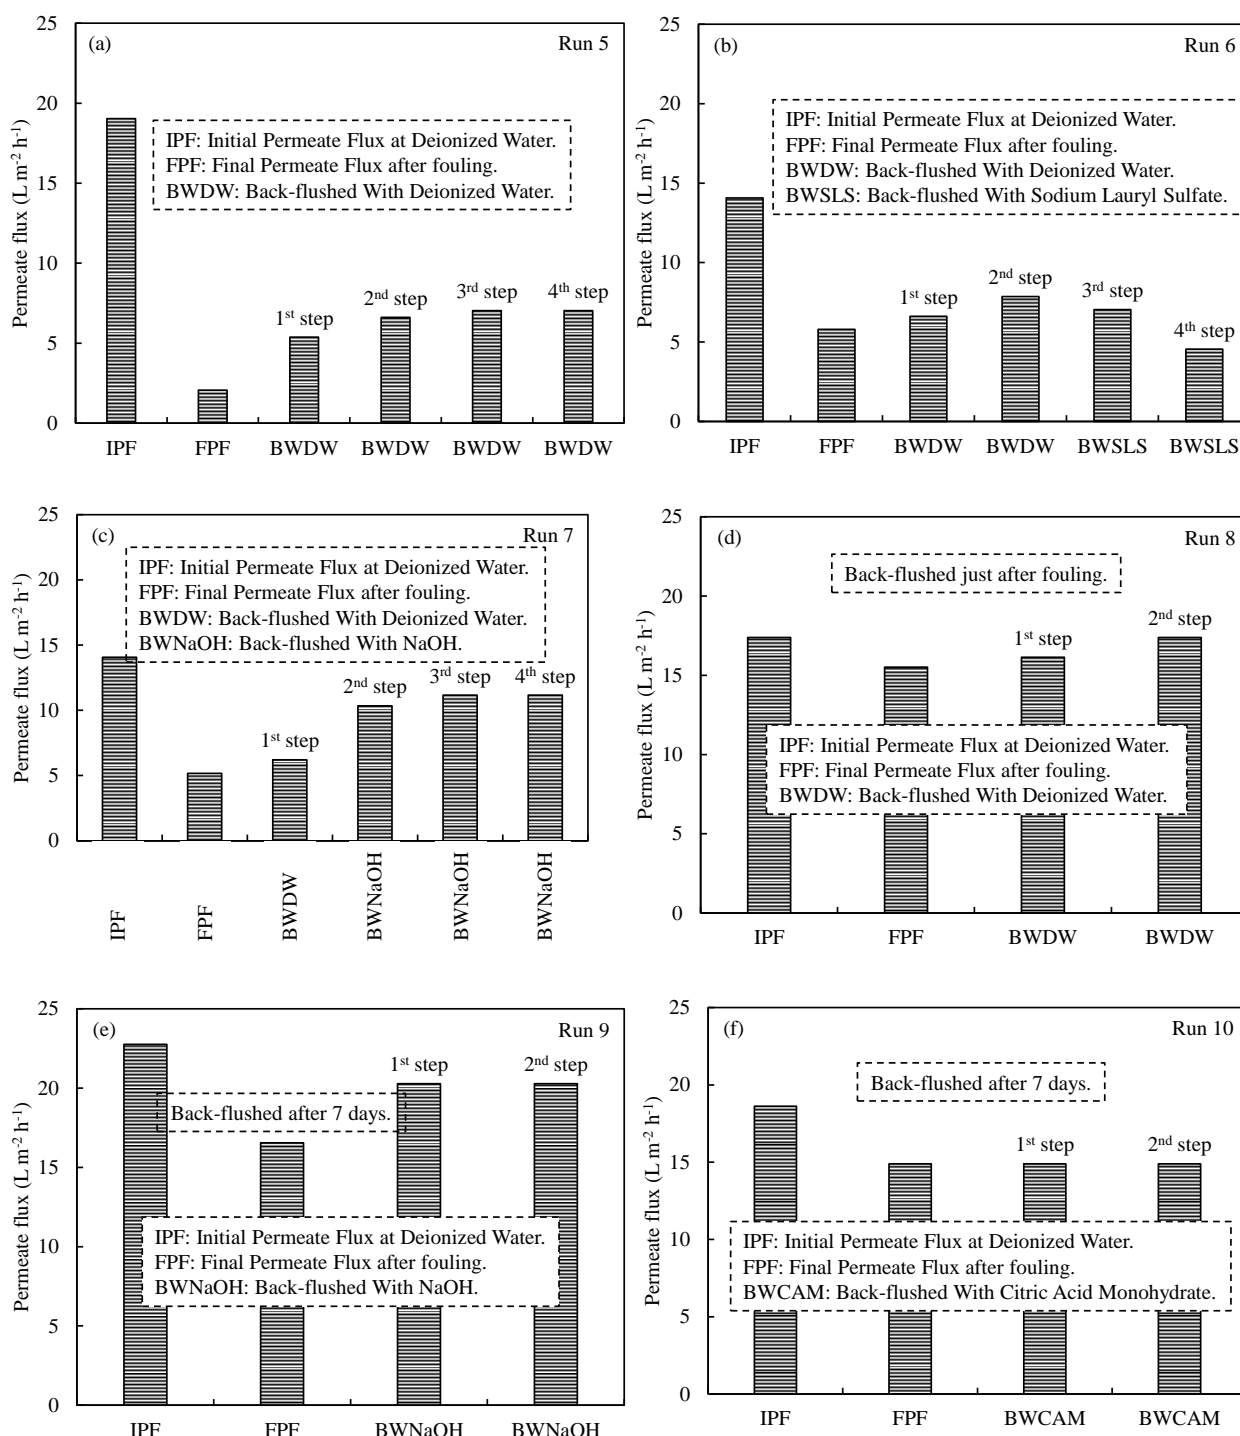 (a) Run 5
25
20
15
10
5
0
Permeate flux (L m⁻² h⁻¹)
IPF: Initial Permeate Flux at Deionized Water.
FPF: Final Permeate Flux after fouling.
BWDW: Back-flushed With Deionized Water.
1st step
2nd step
3rd step
4th step
IPF FPF BWDW BWDW BWDW BWDW
(b) Run 6
25
20
15
10
5
0
Permeate flux (L m⁻² h⁻¹)
IPF: Initial Permeate Flux at Deionized Water.
FPF: Final Permeate Flux after fouling.
BWDW: Back-flushed With Deionized Water.
BWSLS: Back-flushed With Sodium Lauryl Sulfate.
1st step
2nd step
3rd step
4th step
IPF FPF BWDW BWDW BWSLS BWSLS
(c) Run 7
25
20
15
10
5
0
Permeate flux (L m⁻² h⁻¹)
IPF: Initial Permeate Flux at Deionized Water.
FPF: Final Permeate Flux after fouling.
BWDW: Back-flushed With Deionized Water.
BWNaOH: Back-flushed With NaOH.
1st step
2nd step
3rd step
4th step
IPF FPF BWDW BWNaOH BWNaOH BWNaOH
(d) Run 8
25
20
15
10
5
0
Permeate flux (L m⁻² h⁻¹)
Back-flushed just after fouling.
1st step
2nd step
IPF: Initial Permeate Flux at Deionized Water.
FPF: Final Permeate Flux after fouling.
BWDW: Back-flushed With Deionized Water.
IPF FPF BWDW BWDW
(e) Run 9
25
20
15
10
5
0
Permeate flux (L m⁻² h⁻¹)
1st step
2nd step
Back-flushed after 7 days.
IPF: Initial Permeate Flux at Deionized Water.
FPF: Final Permeate Flux after fouling.
BWNaOH: Back-flushed With NaOH.
IPF FPF BWNaOH BWNaOH
(f) Run 10
25
20
15
10
5
0
Permeate flux (L m⁻² h⁻¹)
Back-flushed after 7 days.
1st step
2nd step
IPF: Initial Permeate Flux at Deionized Water.
FPF: Final Permeate Flux after fouling.
BWCAM: Back-flushed With Citric Acid Monohydrate.
IPF FPF BWCAM BWCAM